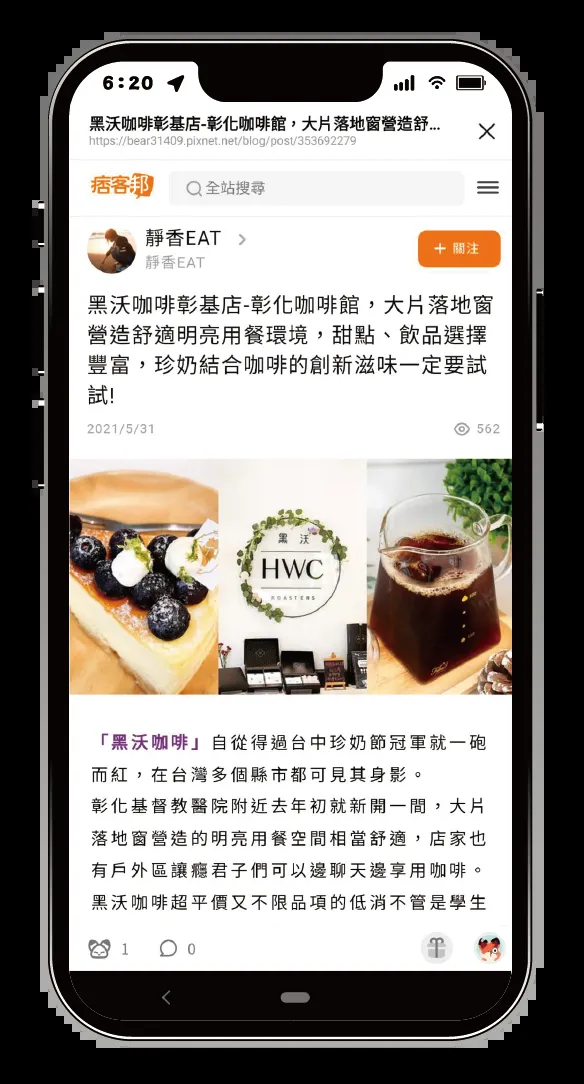 6:20
黑沃咖啡彰基店-彰化咖啡館，大片落地窗營造舒...
https://bear31409.pixnet.net/blog/post/353692279
痞客邦
全站搜尋
靜香EAT
靜香EAT
+ 關注
黑沃咖啡彰基店-彰化咖啡館，大片落地窗
營造舒適明亮用餐環境，甜點、飲品選擇
豐富，珍奶結合咖啡的創新滋味一定要試
試!
2021/5/31
562
黑 沃
HWC
ROASTERS
「黑沃咖啡」自從得過台中珍奶節冠軍就一砲
而紅，在台灣多個縣市都可見其身影。
彰化基督教醫院附近去年初就新開一間，大片
落地窗營造的明亮用餐空間相當舒適，店家也
有戶外區讓癮君子們可以邊聊天邊享用咖啡。
黑沃咖啡超平價又不限品項的低消不管是學生
1
0